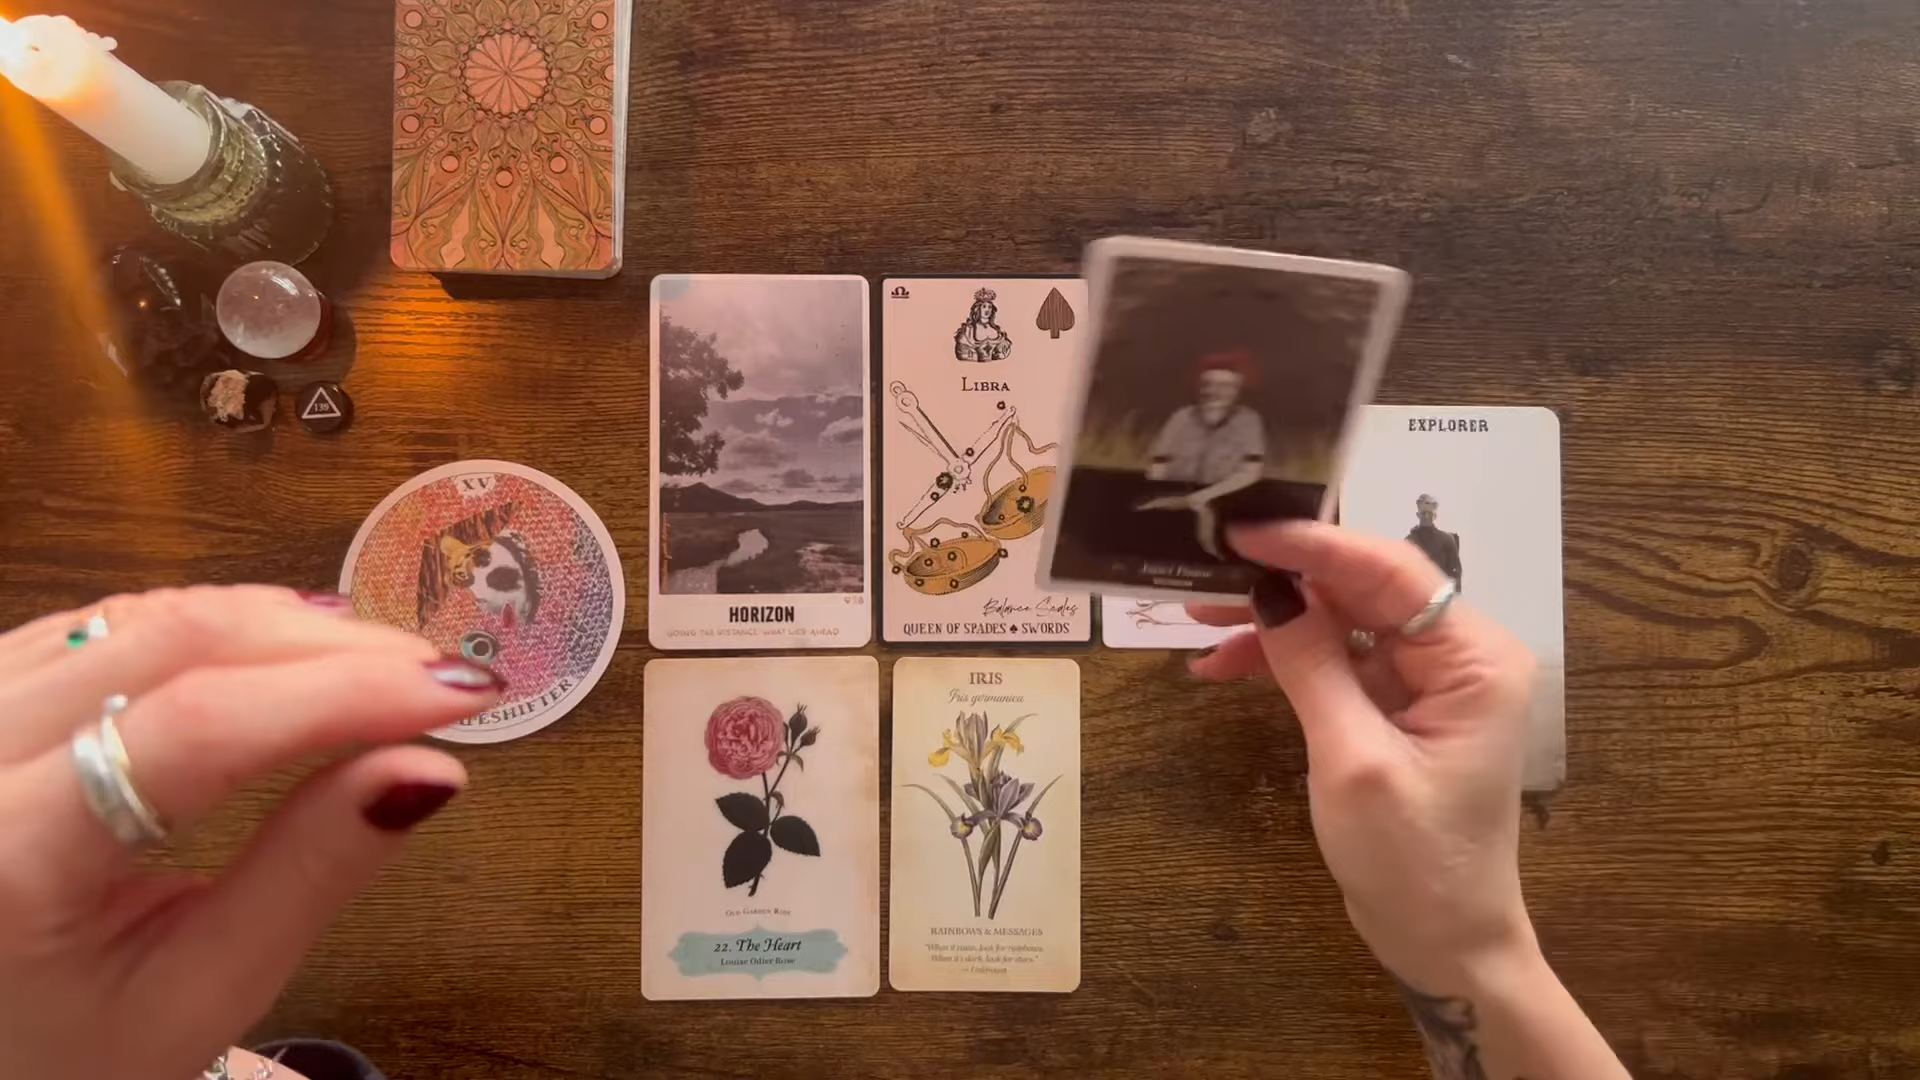 139
XV
HORIZON
GOING THE DISTANCE. WHAT LIES AHEAD
LIBRA
Balance Scales
QUEEN OF SPADES ♠ SWORDS
EXPLORER
OLD GARDEN ROSE
22. The Heart
Louise Odier Rose
IRIS
Iris germanica
RAINBOWS & MESSAGES
"When it rains, look for rainbows.
When it's dark, look for stars."
— Unknown